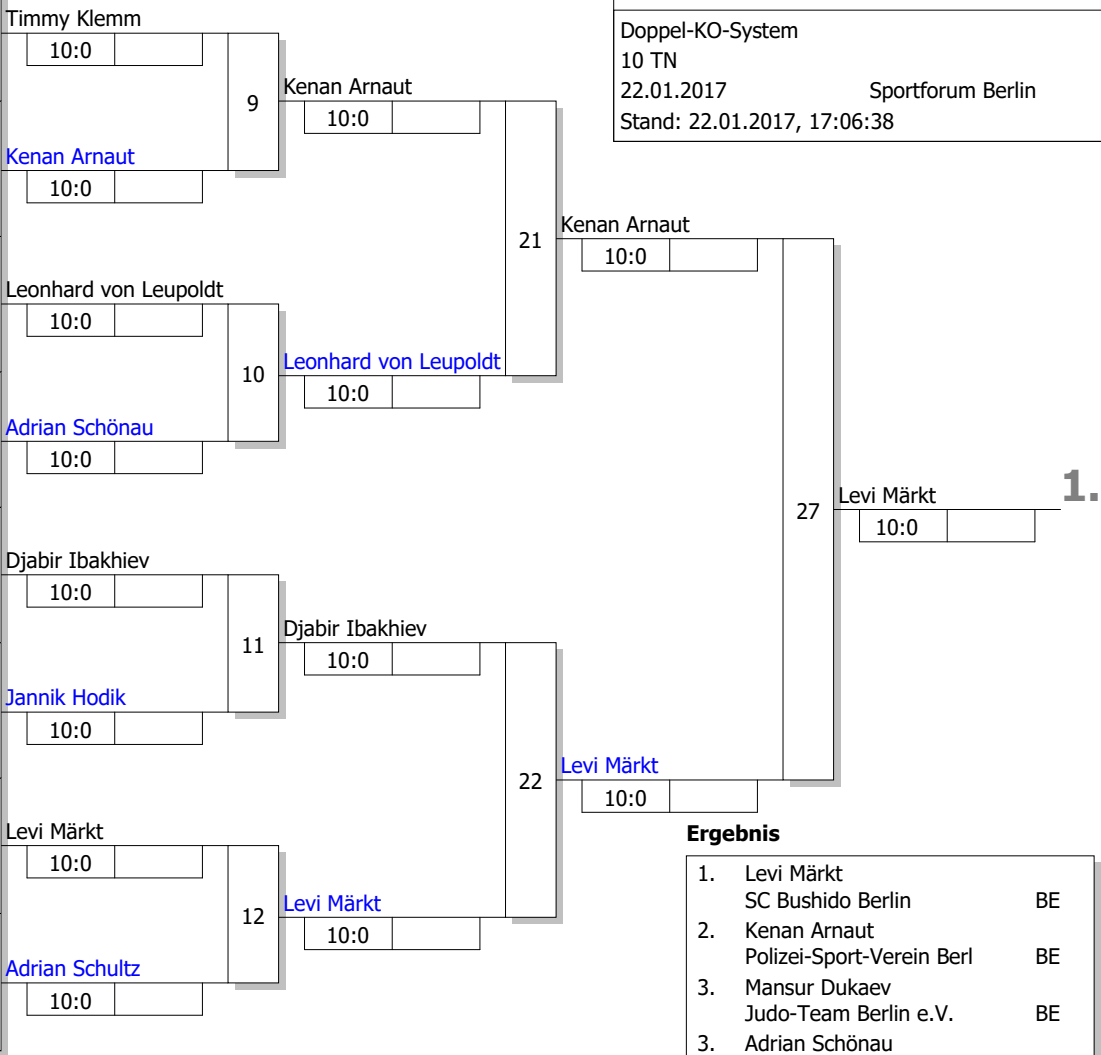 Timmy Klemm
10:0
9
Kenan Arnaut
10:0
Kenan Arnaut
10:0
Doppel-KO-System
10 TN
22.01.2017 Sportforum Berlin
Stand: 22.01.2017, 17:06:38
21
Kenan Arnaut
10:0
Leonhard von Leupoldt
10:0
10
Leonhard von Leupoldt
10:0
Adrian Schönau
10:0
27
Levi Märkt
10:0
1.
Djabir Ibakhiev
10:0
11
Djabir Ibakhiev
10:0
Jannik Hodik
10:0
22
Levi Märkt
10:0
Levi Märkt
10:0
12
Levi Märkt
10:0
Adrian Schultz
10:0
Ergebnis
1. Levi Märkt
SC Bushido Berlin BE
2. Kenan Arnaut
Polizei-Sport-Verein Berl BE
3. Mansur Dukaev
Judo-Team Berlin e.V. BE
3. Adrian Schönau